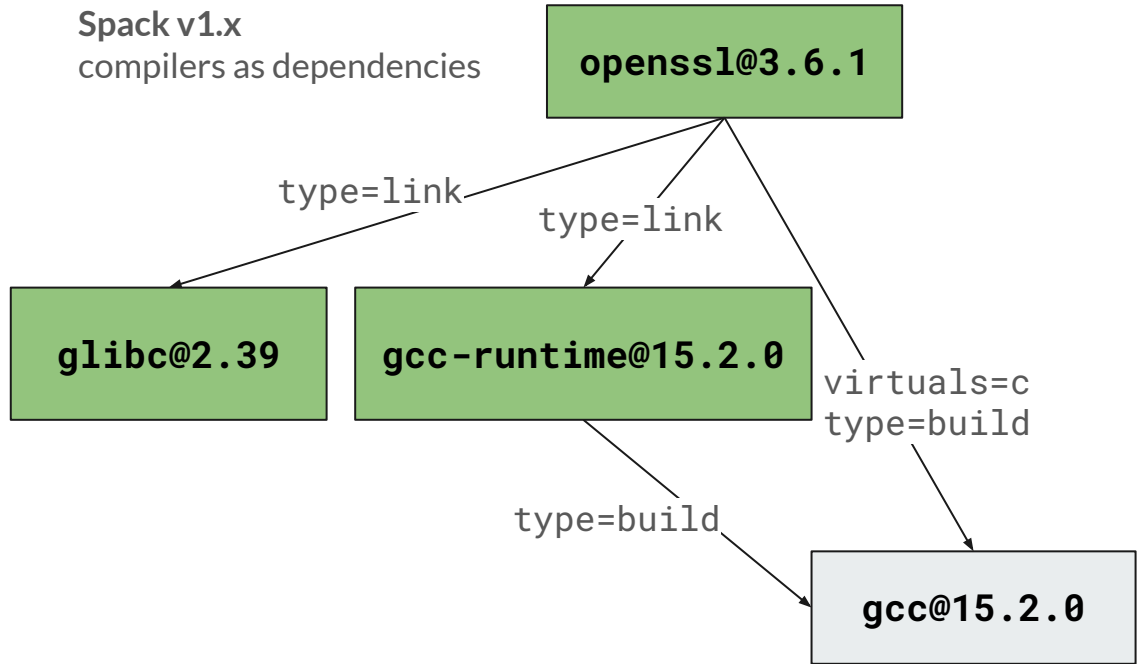 Spack v1.x
compilers as dependencies
openssl@3.6.1
type=link
type=link
glibc@2.39
gcc-runtime@15.2.0
virtuals=c
type=build
type=build
gcc@15.2.0